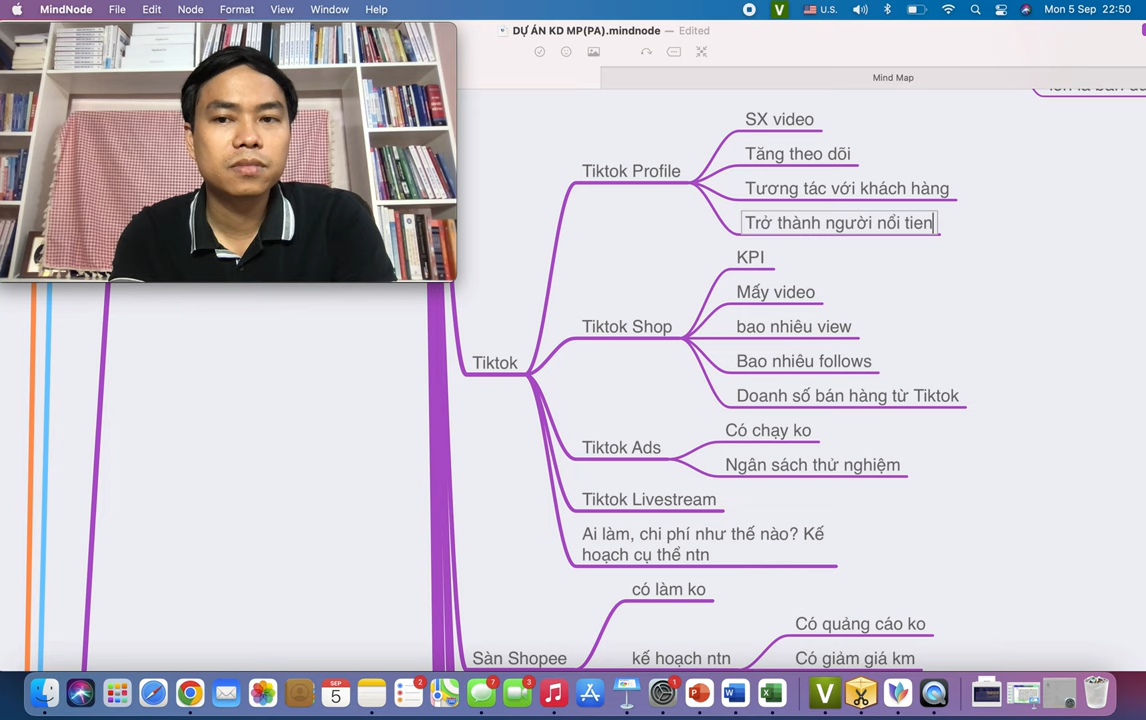 MindNode File Edit Node Format View Window Help
V U.S. Mon 5 Sep 22:50
DỰ ÁN KD MP(PA).mindnode — Edited
Mind Map
SX video
Tăng theo dõi
Tiktok Profile
Tương tác với khách hàng
Trở thành người nổi tien
KPI
Mấy video
Tiktok Shop
bao nhiêu view
Bao nhiêu follows
Tiktok
Doanh số bán hàng từ Tiktok
Có chạy ko
Tiktok Ads
Ngân sách thử nghiệm
Tiktok Livestream
Ai làm, chi phí như thế nào? Kế
hoạch cụ thể ntn
có làm ko
Có quảng cáo ko
Sàn Shopee
kế hoạch ntn
Có giảm giá km
SEP
5
2
7
3
1
P
W
X
V